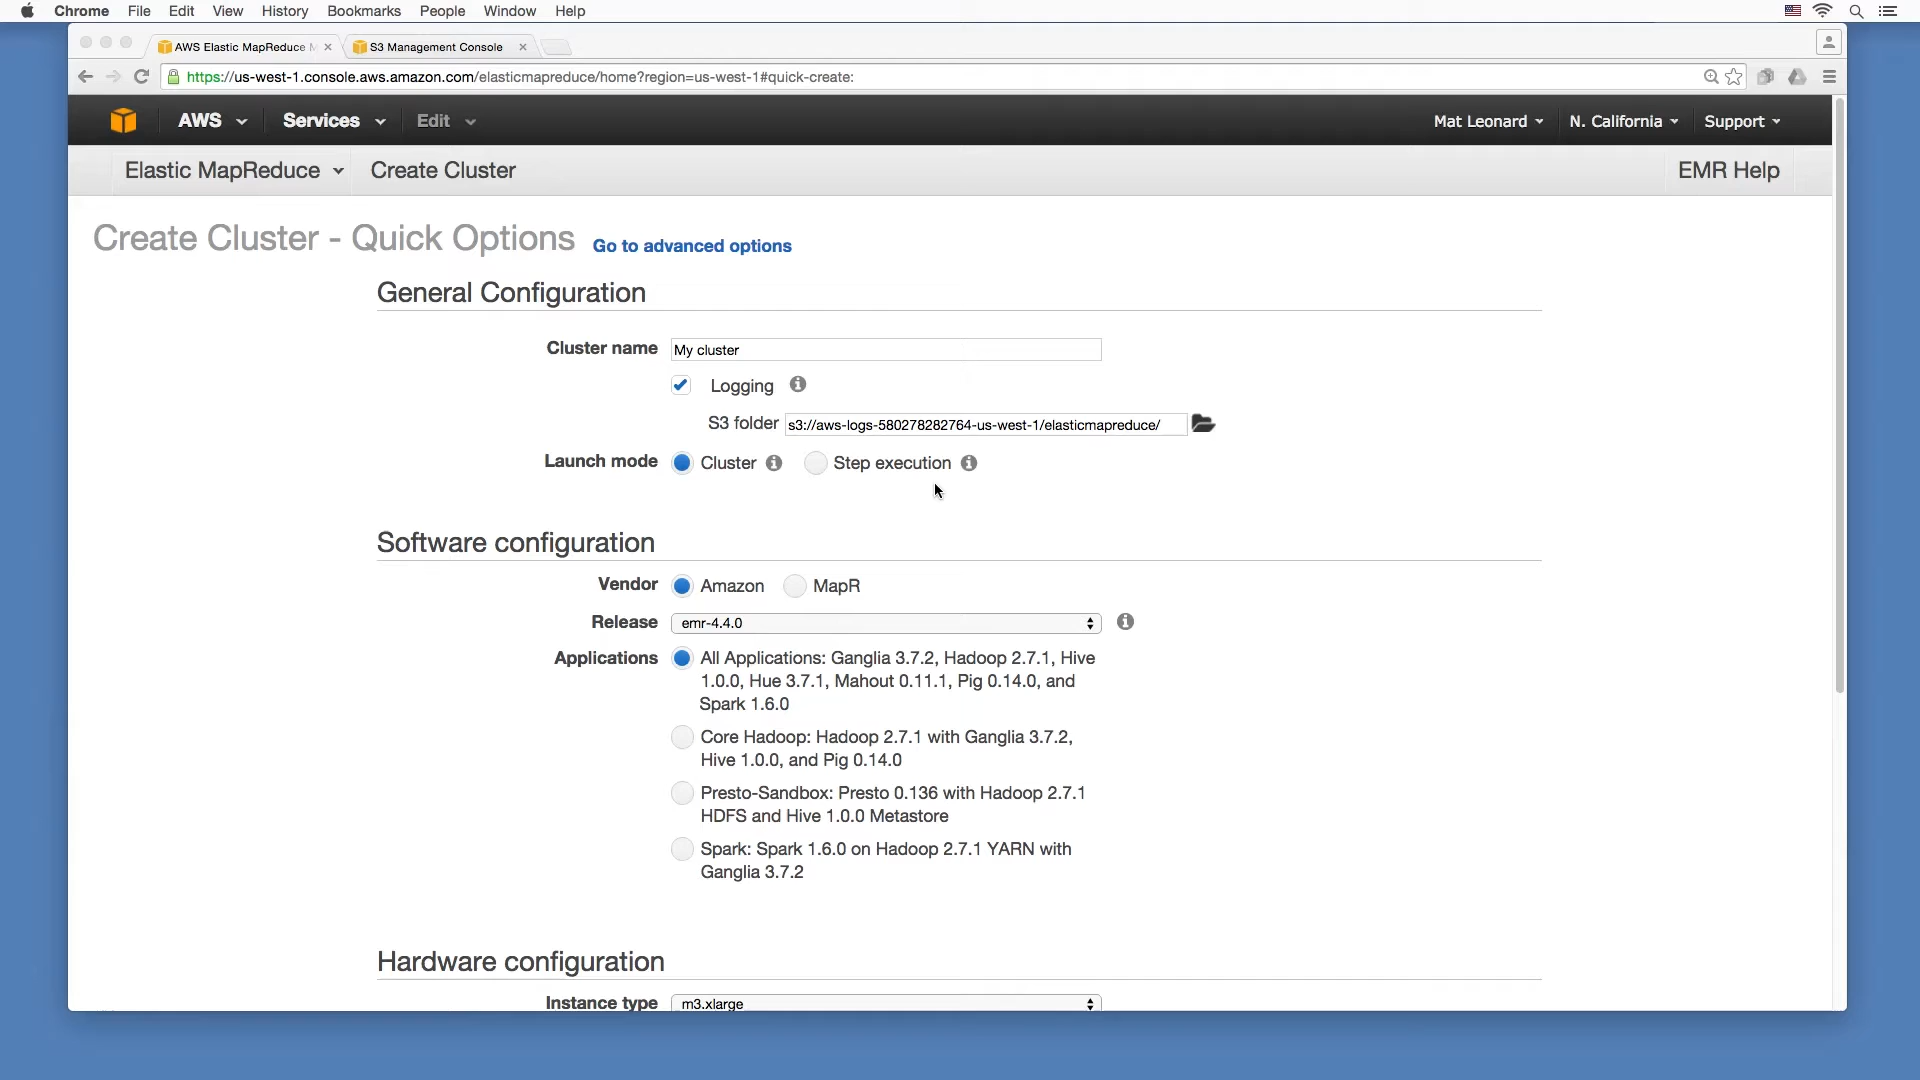 Chrome File Edit View History Bookmarks People Window Help
AWS Elastic MapReduce M S3 Management Console
https://us-west-1.console.aws.amazon.com/elasticmapreduce/home?region=us-west-1#quick-create:
AWS Services Edit Mat Leonard N. California Support
Elastic MapReduce Create Cluster EMR Help
Create Cluster - Quick Options Go to advanced options
General Configuration
Cluster name My cluster
Logging
S3 folder s3://aws-logs-580278282764-us-west-1/elasticmapreduce/
Launch mode Cluster Step execution
Software configuration
Vendor Amazon MapR
Release emr-4.4.0
Applications All Applications: Ganglia 3.7.2, Hadoop 2.7.1, Hive
1.0.0, Hue 3.7.1, Mahout 0.11.1, Pig 0.14.0, and
Spark 1.6.0
Core Hadoop: Hadoop 2.7.1 with Ganglia 3.7.2,
Hive 1.0.0, and Pig 0.14.0
Presto-Sandbox: Presto 0.136 with Hadoop 2.7.1
HDFS and Hive 1.0.0 Metastore
Spark: Spark 1.6.0 on Hadoop 2.7.1 YARN with
Ganglia 3.7.2
Hardware configuration
Instance type m3.xlarge